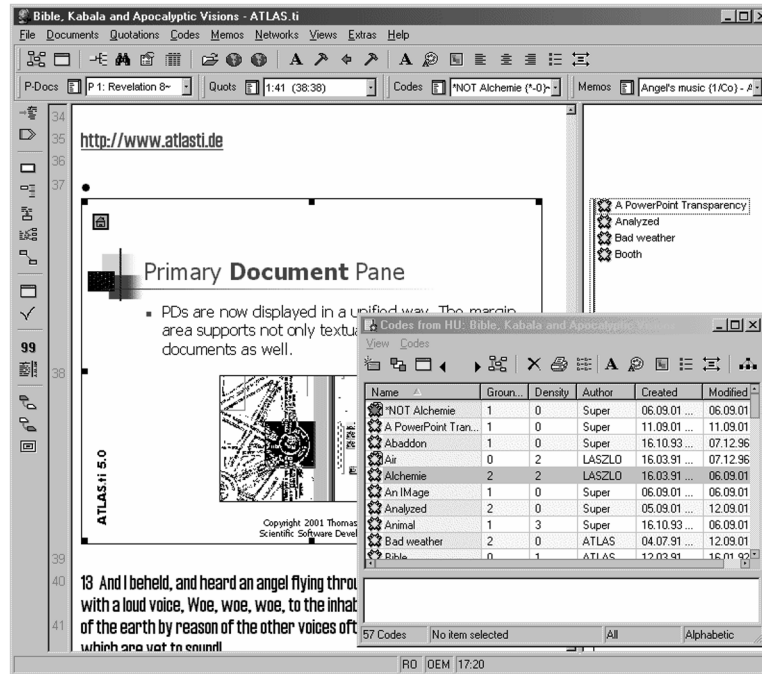 Bible, Kabala and Apocalyptic Visions - ATLAS.ti
File Documents Quotations Codes Memos Networks Views Extras Help
P-Docs P 1: Revelation 8~ Quots 1:41 (38:38) Codes *NOT Alchemie {*-0}~ Memos Angel's music {1/Co} - A
34
35 http://www.atlasti.de
36
37
A PowerPoint Transparency
Analyzed
Bad weather
Booth
Primary Document Pane
PDs are now displayed in a unified way. The margin
area supports not only textua
documents as well.
38
ATLAS.ti 5.0
Copyright 2001 Thomas
Scientific Software Devel
Codes from HU: Bible, Kabala and Apocalyptic Visions
View Codes
Name Groun... Density Author Created Modified
*NOT Alchemie 1 0 Super 06.09.01 ... 06.09.01
A PowerPoint Tran... 1 0 Super 11.09.01 ... 11.09.01
Abaddon 1 0 Super 16.10.93 ... 07.12.96
Air 0 2 LASZLO 16.03.91 ... 07.12.96
Alchemie 2 2 LASZLO 16.03.91 ... 06.09.01
An IMage 1 0 Super 06.09.01 ... 06.09.01
Analyzed 2 0 Super 05.09.01 ... 12.09.01
Animal 1 3 Super 16.10.93 ... 06.09.01
Bad weather 2 0 ATLAS 04.07.91 ... 12.09.01
Bible 0 1 ATLAS 12.03.91 16.01.92
57 Codes No item selected All Alphabetic
39
40 13 And I beheld, and heard an angel flying throu
with a loud voice, Woe, woe, woe, to the inhab
41 of the earth by reason of the other voices of t
which are yet to sound!
99
RO OEM 17:20